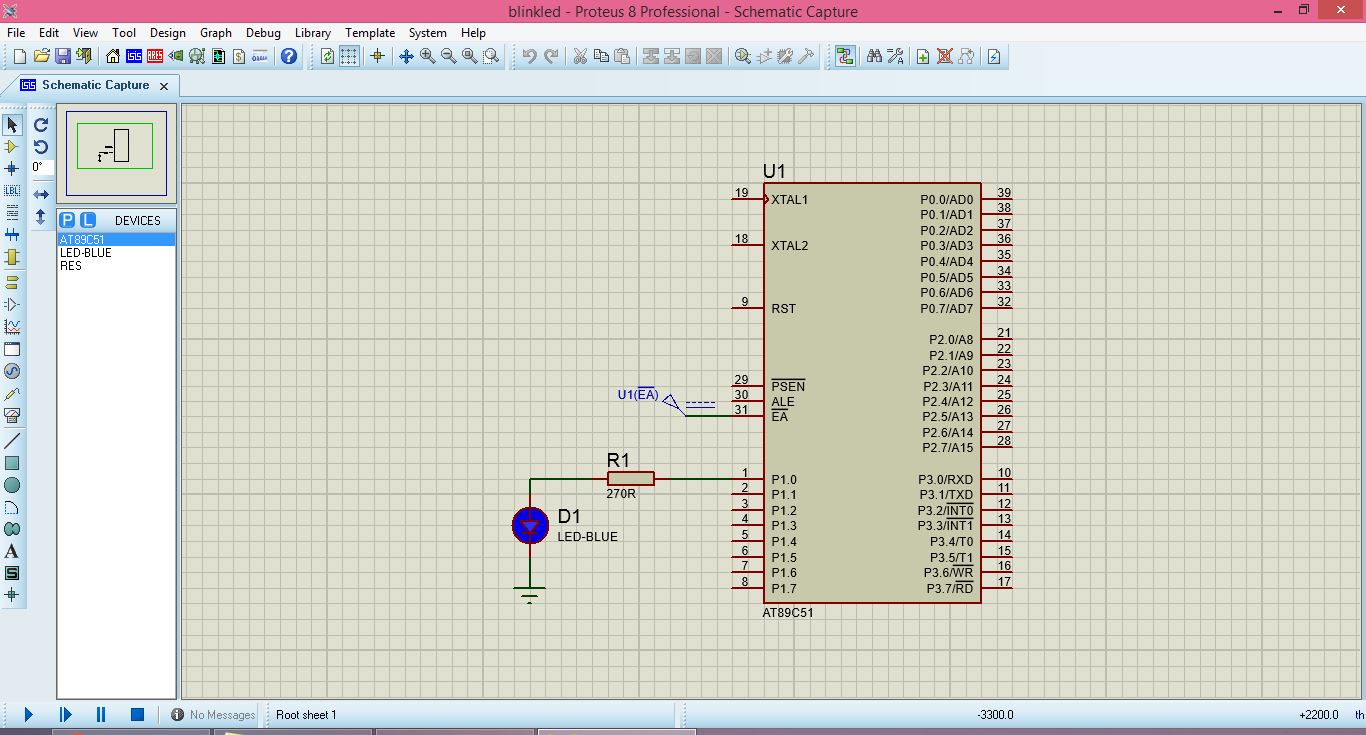 blinkled - Proteus 8 Professional - Schematic Capture
File Edit View Tool Design Graph Debug Library Template System Help
Schematic Capture
0°
LBL
P L DEVICES
AT89C51
LED-BLUE
RES
A
S
U1
19 XTAL1
18 XTAL2
9 RST
29 PSEN
30 ALE
31 EA
1 P1.0
2 P1.1
3 P1.2
4 P1.3
5 P1.4
6 P1.5
7 P1.6
8 P1.7
P0.0/AD0 39
P0.1/AD1 38
P0.2/AD2 37
P0.3/AD3 36
P0.4/AD4 35
P0.5/AD5 34
P0.6/AD6 33
P0.7/AD7 32
P2.0/A8 21
P2.1/A9 22
P2.2/A10 23
P2.3/A11 24
P2.4/A12 25
P2.5/A13 26
P2.6/A14 27
P2.7/A15 28
P3.0/RXD 10
P3.1/TXD 11
P3.2/INT0 12
P3.3/INT1 13
P3.4/T0 14
P3.5/T1 15
P3.6/WR 16
P3.7/RD 17
AT89C51
U1(EA)
R1
270R
D1
LED-BLUE
No Messages Root sheet 1 -3300.0 +2200.0 th